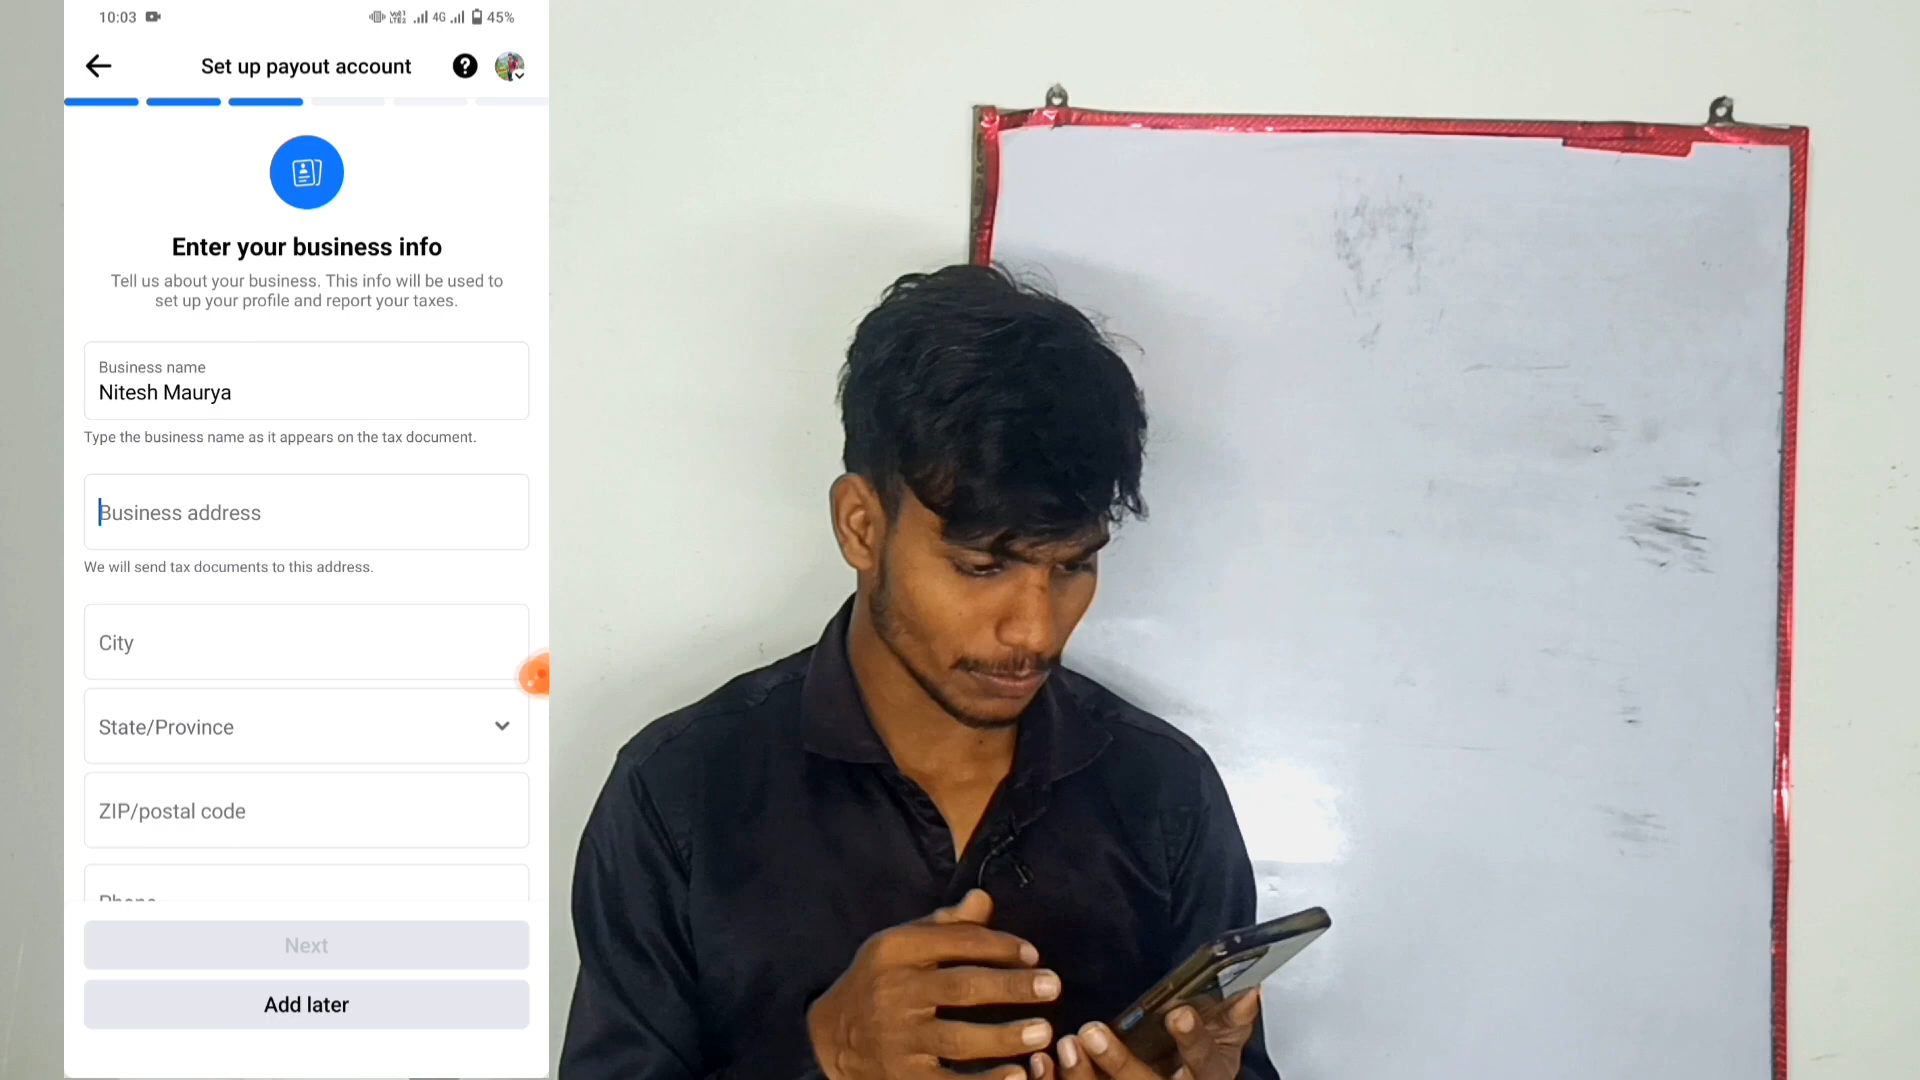 10:03
4G
45%
Set up payout account
Enter your business info
Tell us about your business. This info will be used to
set up your profile and report your taxes.
Business name
Nitesh Maurya
Type the business name as it appears on the tax document.
Business address
We will send tax documents to this address.
City
State/Province
ZIP/postal code
Phone
Next
Add later